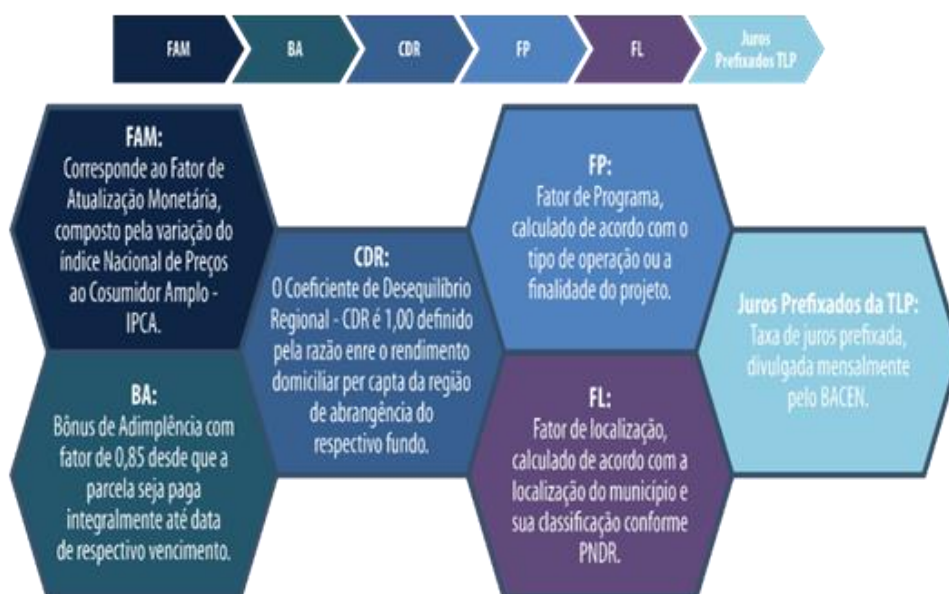 FAM
BA
CDR
FP
FL
Juros
Prefixados TLP
FAM:
Corresponde ao Fator de
Atualização Monetária,
composto pela variação do
índice Nacional de Preços
ao Cosumidor Amplo -
IPCA.
BA:
Bônus de Adimplência com
fator de 0,85 desde que a
parcela seja paga
integralmente até data
de respectivo vencimento.
CDR:
O Coeficiente de Desequilíbrio
Regional - CDR é 1,00 definido
pela razão enre o rendimento
domiciliar per capta da região
de abrangência do
respectivo fundo.
FP:
Fator de Programa,
calculado de acordo com o
tipo de operação ou a
finalidade do projeto.
FL:
Fator de localização,
calculado de acordo com a
localização do município e
sua classificação conforme
PNDR.
Juros Prefixados da TLP:
Taxa de juros prefixada,
divulgada mensalmente
pelo BACEN.